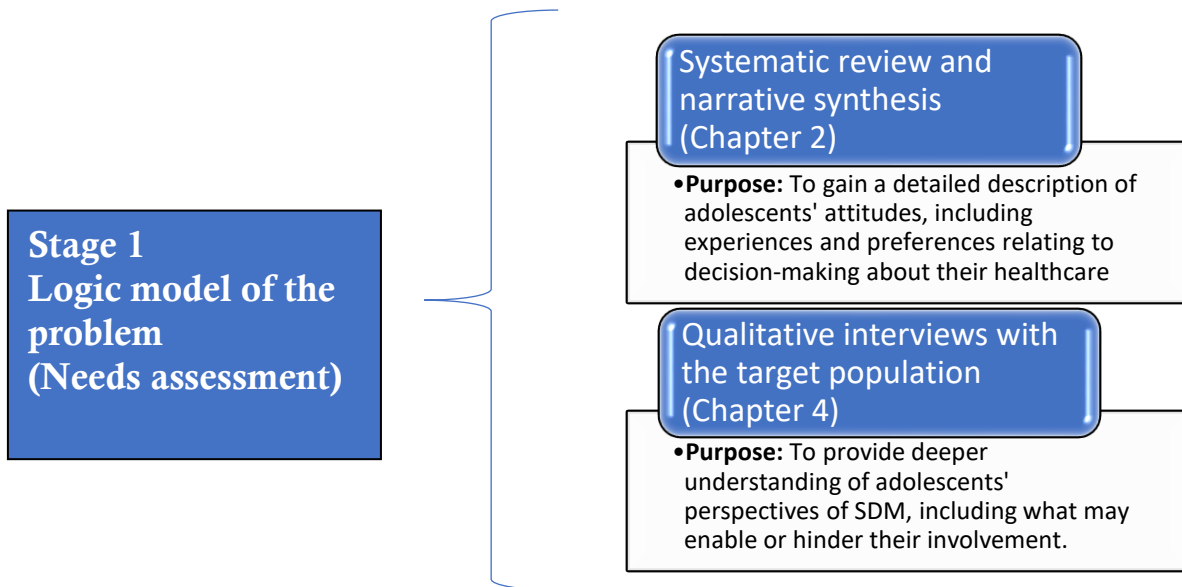 Stage 1
Logic model of the
problem
(Needs assessment)
Systematic review and
narrative synthesis
(Chapter 2)
•Purpose: To gain a detailed description of
adolescents' attitudes, including
experiences and preferences relating to
decision-making about their healthcare
Qualitative interviews with
the target population
(Chapter 4)
•Purpose: To provide deeper
understanding of adolescents'
perspectives of SDM, including what may
enable or hinder their involvement.